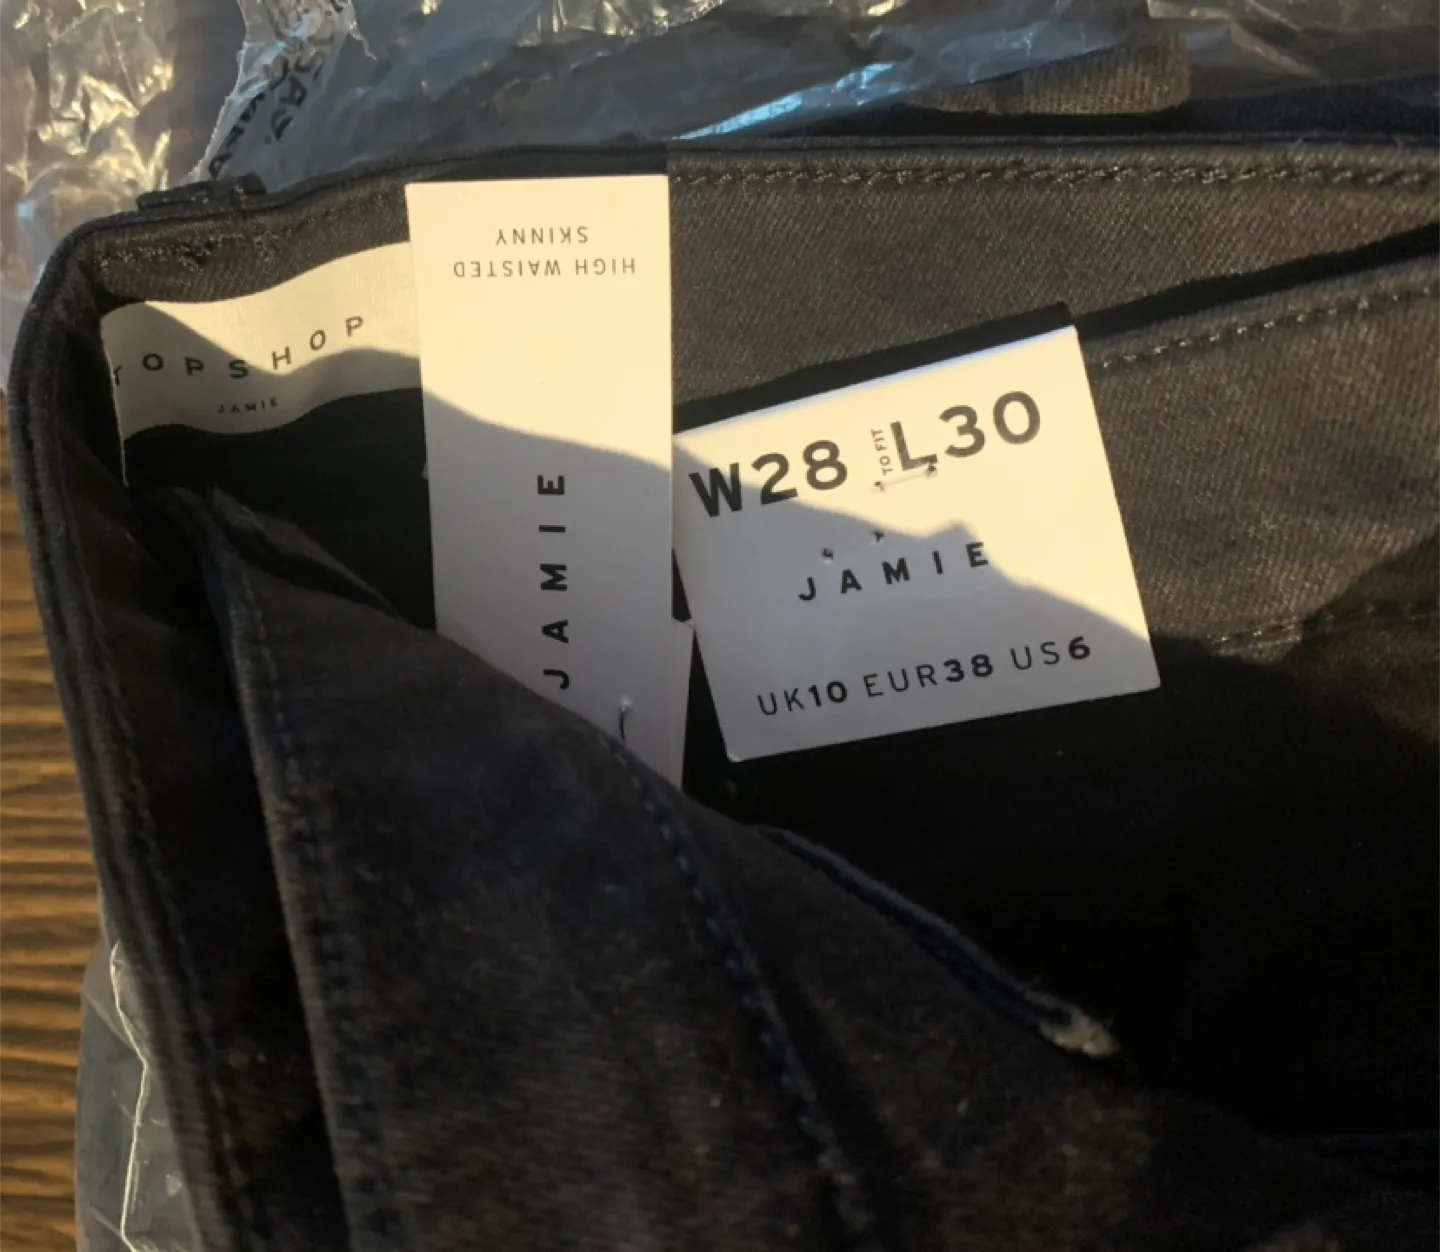 TOPSHOP
JAMIE
HIGH WAISTED
SKINNY
JAMIE
W28 TO FIT L30
JAMIE
UK10 EUR38 US6